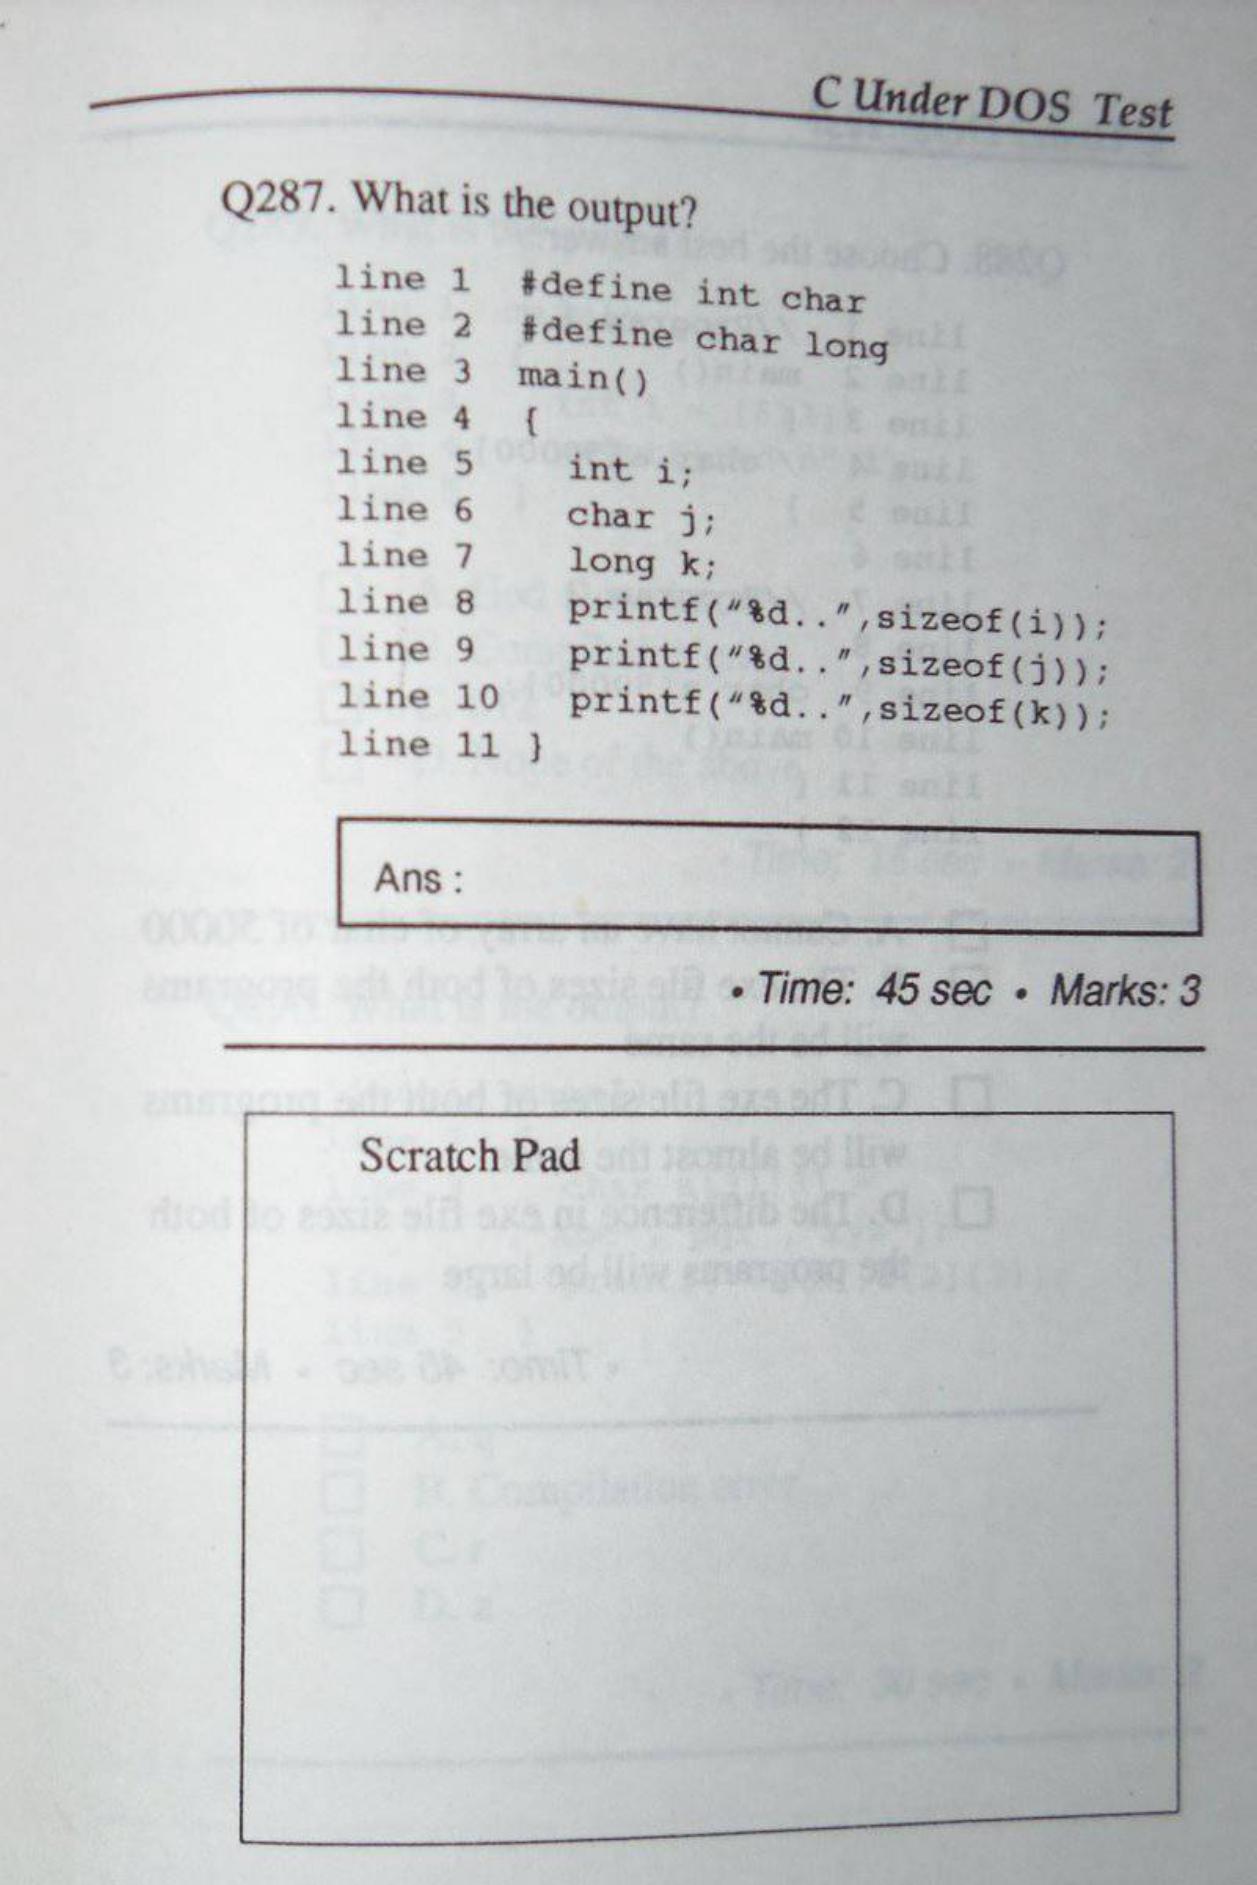 C Under DOS Test
Q287. What is the output?
line 1 #define int char
line 2 #define char long
line 3 main()
line 4 {
line 5 int i;
line 6 char j;
line 7 long k;
line 8 printf("%d..",sizeof(i));
line 9 printf("%d..",sizeof(j));
line 10 printf("%d..",sizeof(k));
line 11 }
Ans :
• Time: 45 sec • Marks: 3
Scratch Pad